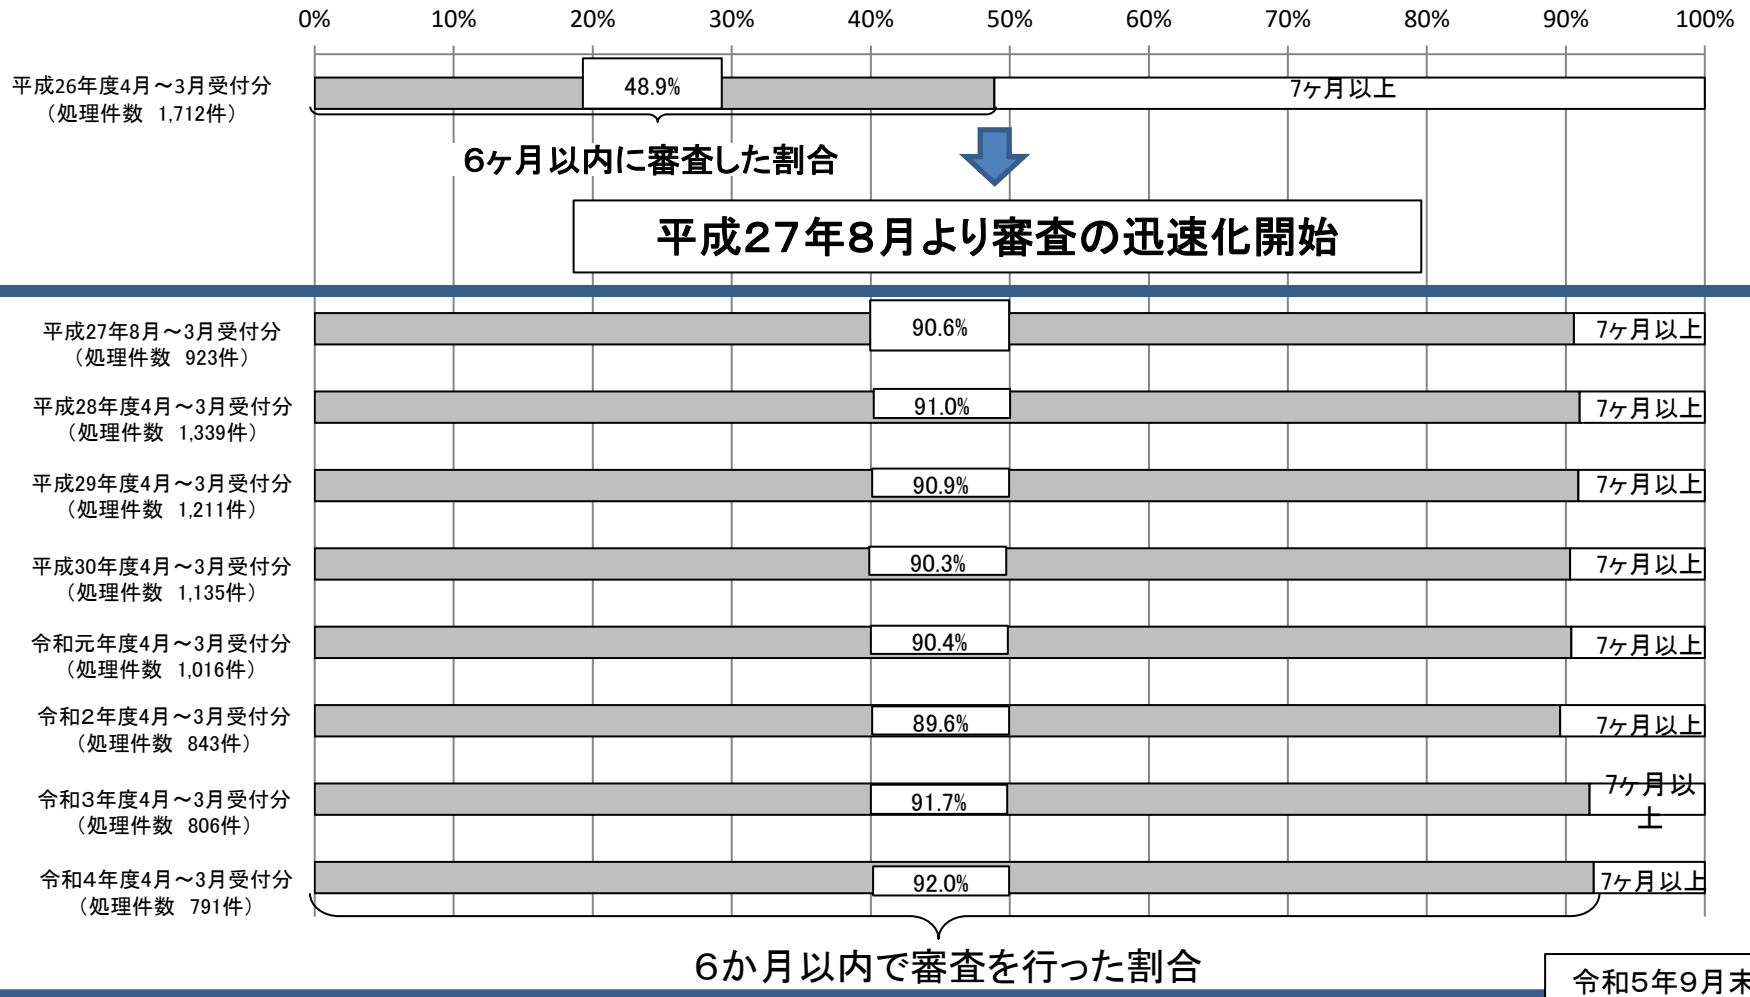 0% 10% 20% 30% 40% 50% 60% 70% 80% 90% 100%
平成26年度4月～3月受付分
（処理件数 1,712件）
48.9%
7ヶ月以上
6ヶ月以内に審査した割合
平成27年8月より審査の迅速化開始
平成27年8月～3月受付分
（処理件数 923件）
90.6%
7ヶ月以上
平成28年度4月～3月受付分
（処理件数 1,339件）
91.0%
7ヶ月以上
平成29年度4月～3月受付分
（処理件数 1,211件）
90.9%
7ヶ月以上
平成30年度4月～3月受付分
（処理件数 1,135件）
90.3%
7ヶ月以上
令和元年度4月～3月受付分
（処理件数 1,016件）
90.4%
7ヶ月以上
令和２年度4月～3月受付分
（処理件数 843件）
89.6%
7ヶ月以上
令和３年度4月～3月受付分
（処理件数 806件）
91.7%
7ヶ月以
上
令和４年度4月～3月受付分
（処理件数 791件）
92.0%
7ヶ月以上
6か月以内で審査を行った割合
令和5年9月末